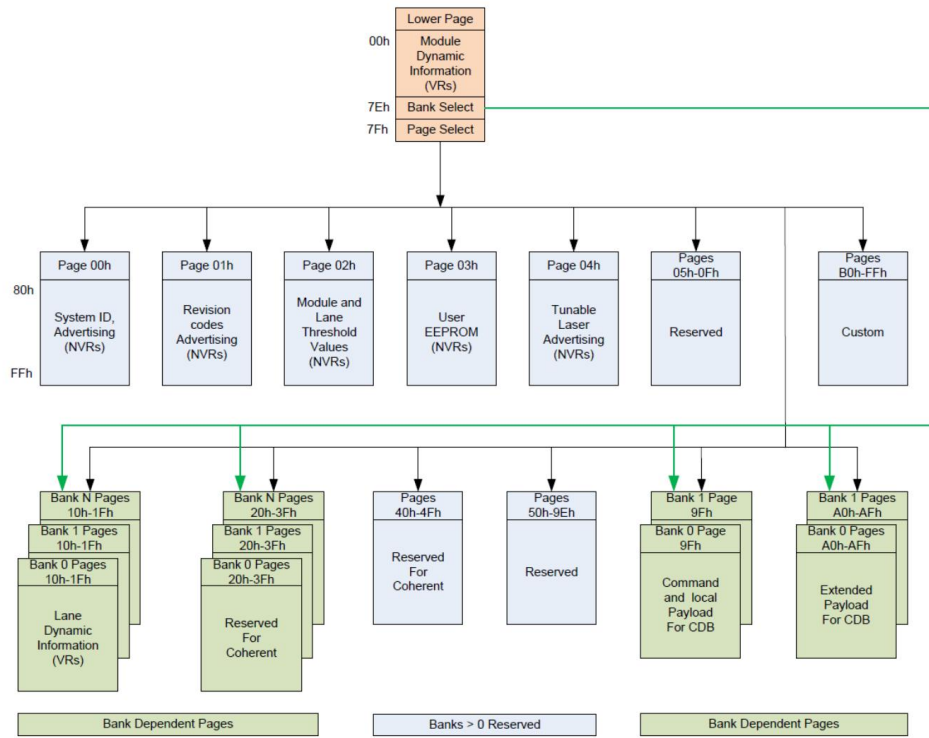 Lower Page
00h
Module
Dynamic
Information
(VRs)
7Eh
Bank Select
7Fh
Page Select
Page 00h
80h
System ID,
Advertising
(NVRs)
FFh
Page 01h
Revision
codes
Advertising
(NVRs)
Page 02h
Module and
Lane
Threshold
Values
(NVRs)
Page 03h
User
EEPROM
(NVRs)
Page 04h
Tunable
Laser
Advertising
(NVRs)
Pages
05h-0Fh
Reserved
Pages
B0h-FFh
Custom
Bank N Pages
10h-1Fh
Bank 1 Pages
10h-1Fh
Bank 0 Pages
10h-1Fh
Lane
Dynamic
Information
(VRs)
Bank N Pages
20h-3Fh
Bank 1 Pages
20h-3Fh
Bank 0 Pages
20h-3Fh
Reserved
For
Coherent
Pages
40h-4Fh
Reserved
For
Coherent
Pages
50h-9Eh
Reserved
Bank 1 Page
9Fh
Bank 0 Page
9Fh
Command
and local
Payload
For CDB
Bank 1 Pages
A0h-AFh
Bank 0 Pages
A0h-AFh
Extended
Payload
For CDB
Bank Dependent Pages
Banks > 0 Reserved
Bank Dependent Pages